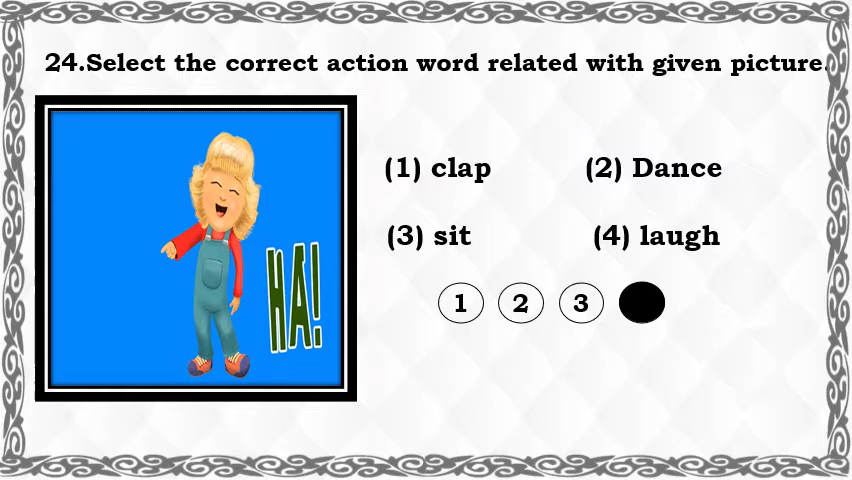 24.Select the correct action word related with given picture.
(1) clap (2) Dance
(3) sit (4) laugh
1 2 3
HA!